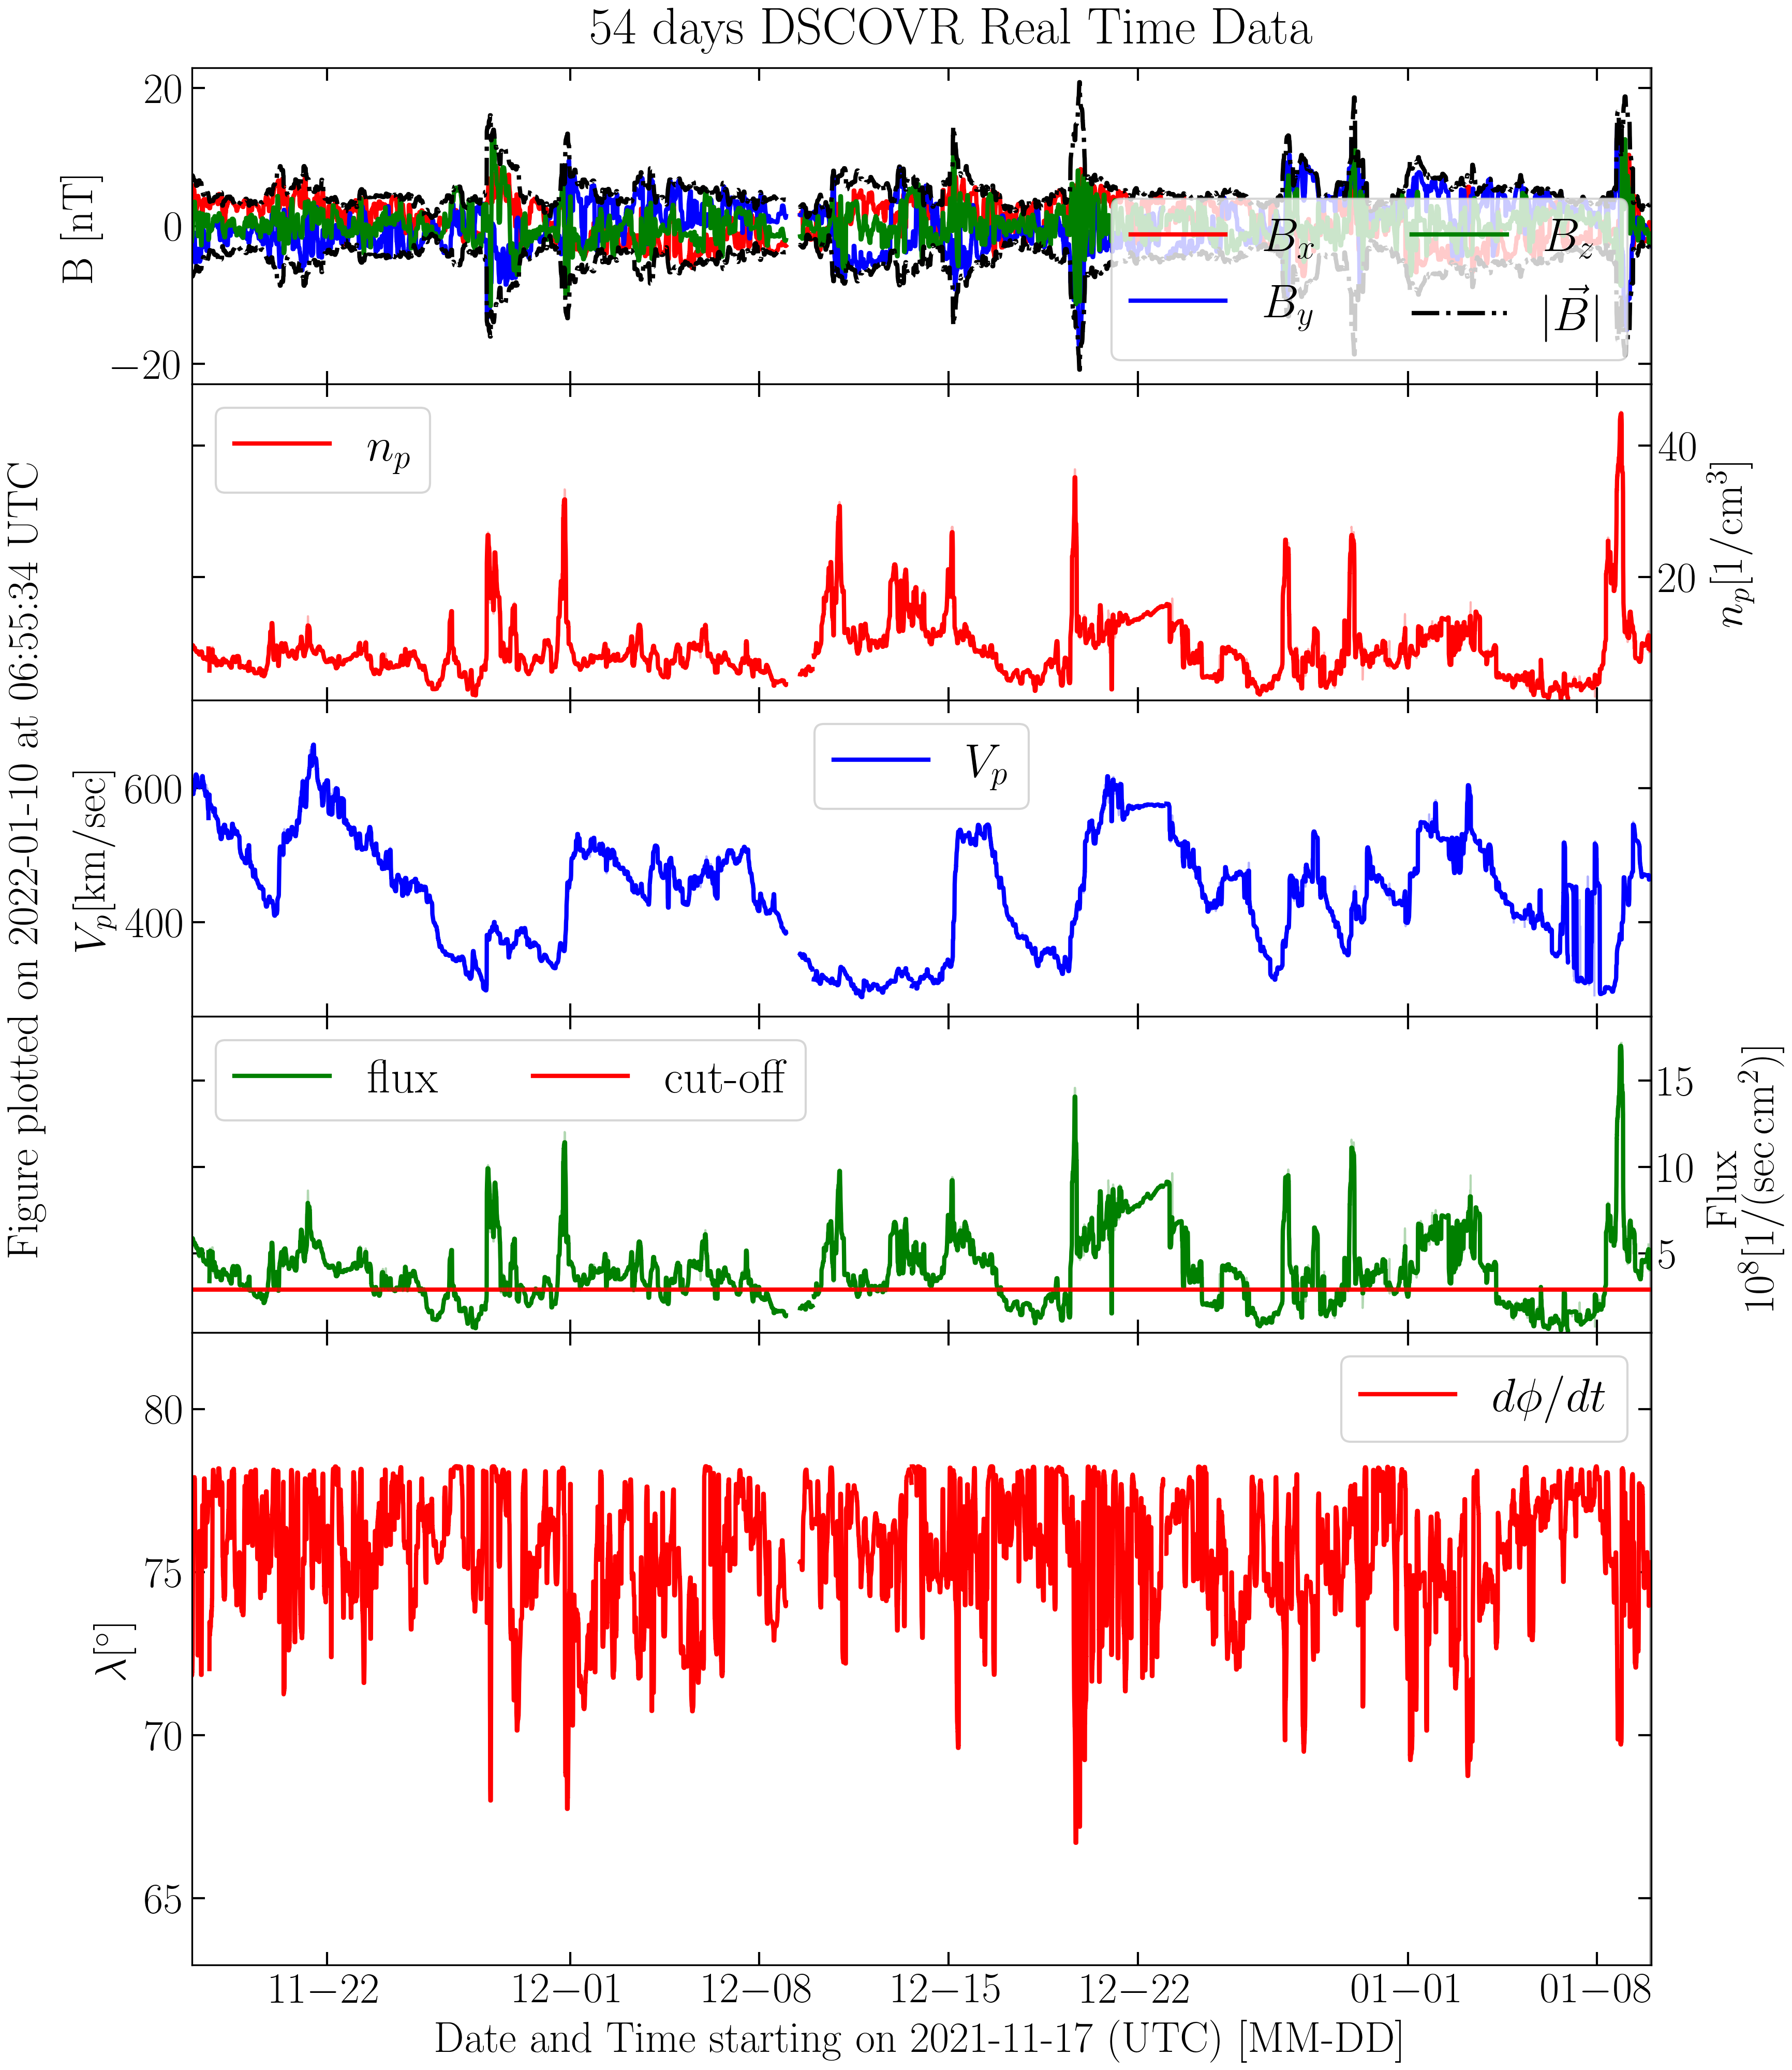 54 days DSCOVR Real Time Data
Figure plotted on 2022-01-10 at 06:55:34 UTC
B [nT]
20
0
−20
B_x
B_y
B_z
|B⃗|
n_p
40
20
n_p[1/cm³]
V_p
V_p[km/sec]
600
400
flux
cut-off
15
10
5
Flux
10⁸[1/(sec cm²)]
dϕ/dt
λ[°]
80
75
70
65
11−22 12−01 12−08 12−15 12−22 01−01 01−08
Date and Time starting on 2021-11-17 (UTC) [MM-DD]